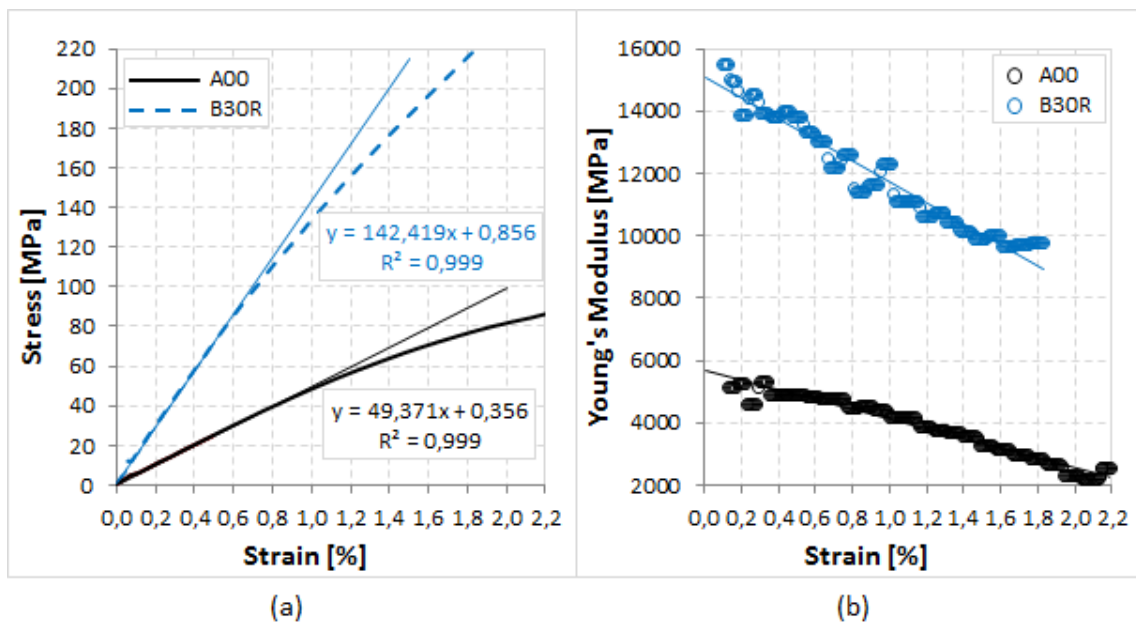 220
200
180
160
140
120
100
80
60
40
20
0
Stress [MPa]
A00
B30R
y = 142,419x + 0,856
R² = 0,999
y = 49,371x + 0,356
R² = 0,999
0,0 0,2 0,4 0,6 0,8 1,0 1,2 1,4 1,6 1,8 2,0 2,2
Strain [%]
(a)
16000
14000
12000
10000
8000
6000
4000
2000
Young's Modulus [MPa]
A00
B30R
0,0 0,2 0,4 0,6 0,8 1,0 1,2 1,4 1,6 1,8 2,0 2,2
Strain [%]
(b)